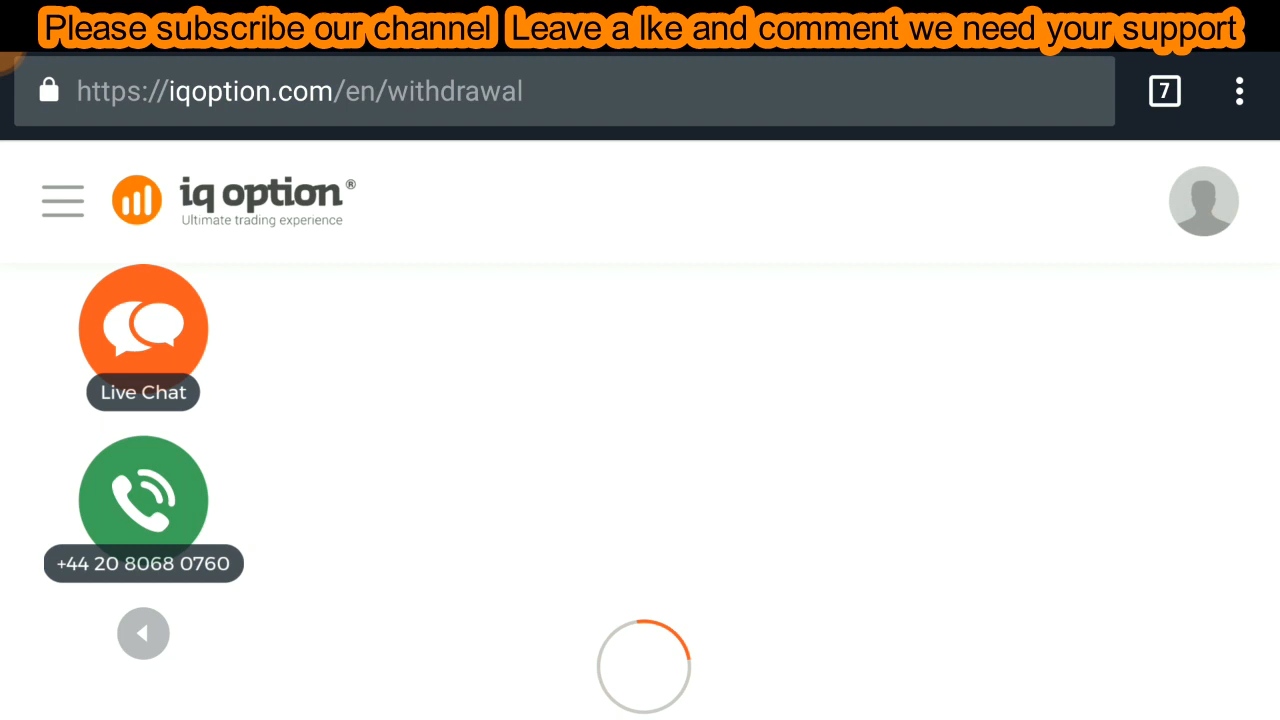 Please subscribe our channel Leave a lke and comment we need your support
https://iqoption.com/en/withdrawal
7
iq option®
Ultimate trading experience
Live Chat
+44 20 8068 0760